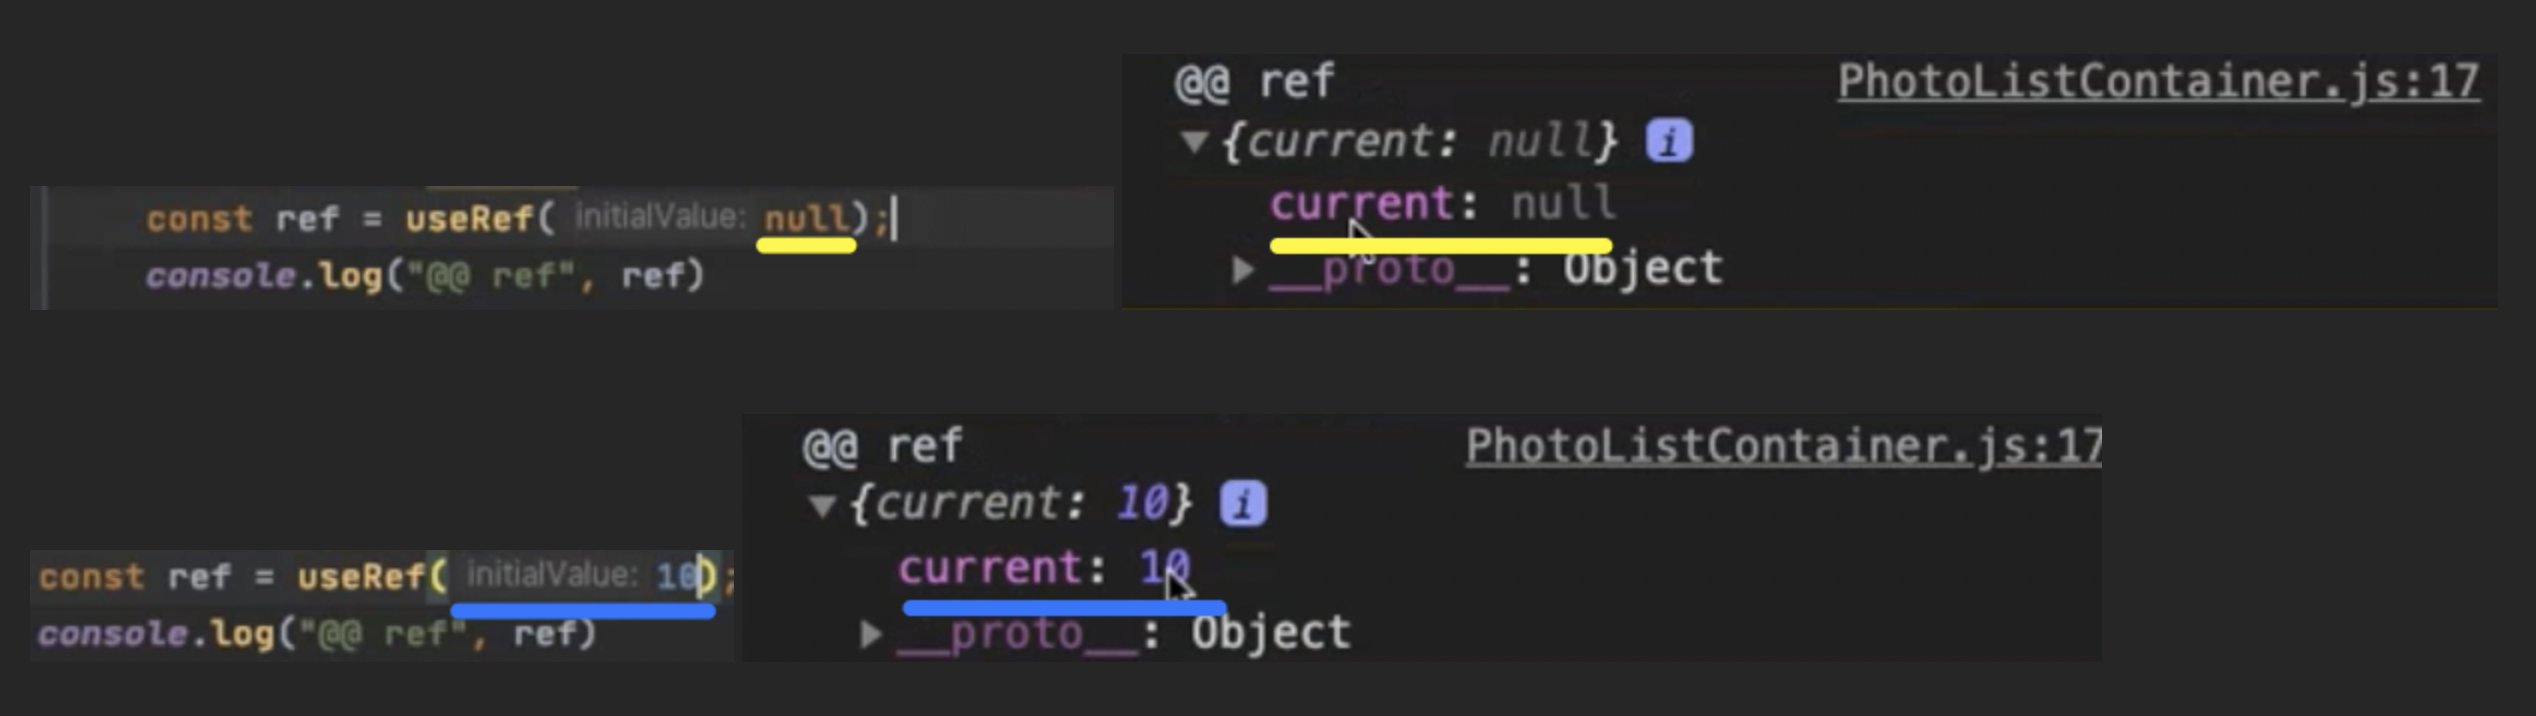 @@ ref PhotoListContainer.js:17
{current: null} i
current: null
__proto__: Object
const ref = useRef( initialValue: null);
console.log("@@ ref", ref)
@@ ref PhotoListContainer.js:17
{current: 10} i
current: 10
__proto__: Object
const ref = useRef( initialValue: 10);
console.log("@@ ref", ref)